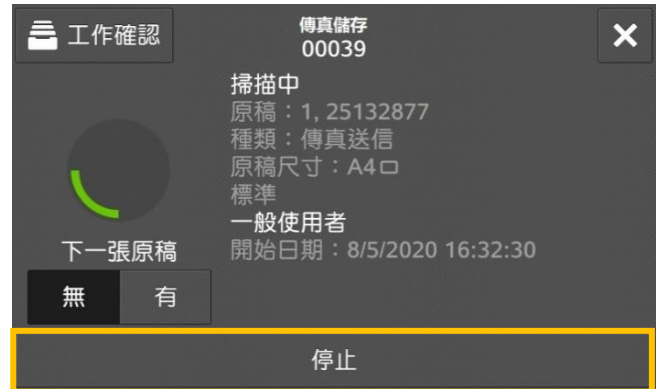 工作確認
傳真儲存
00039
掃描中
原稿：1, 25132877
種類：傳真送信
原稿尺寸：A4
標準
一般使用者
開始日期：8/5/2020 16:32:30
下一張原稿
無
有
停止